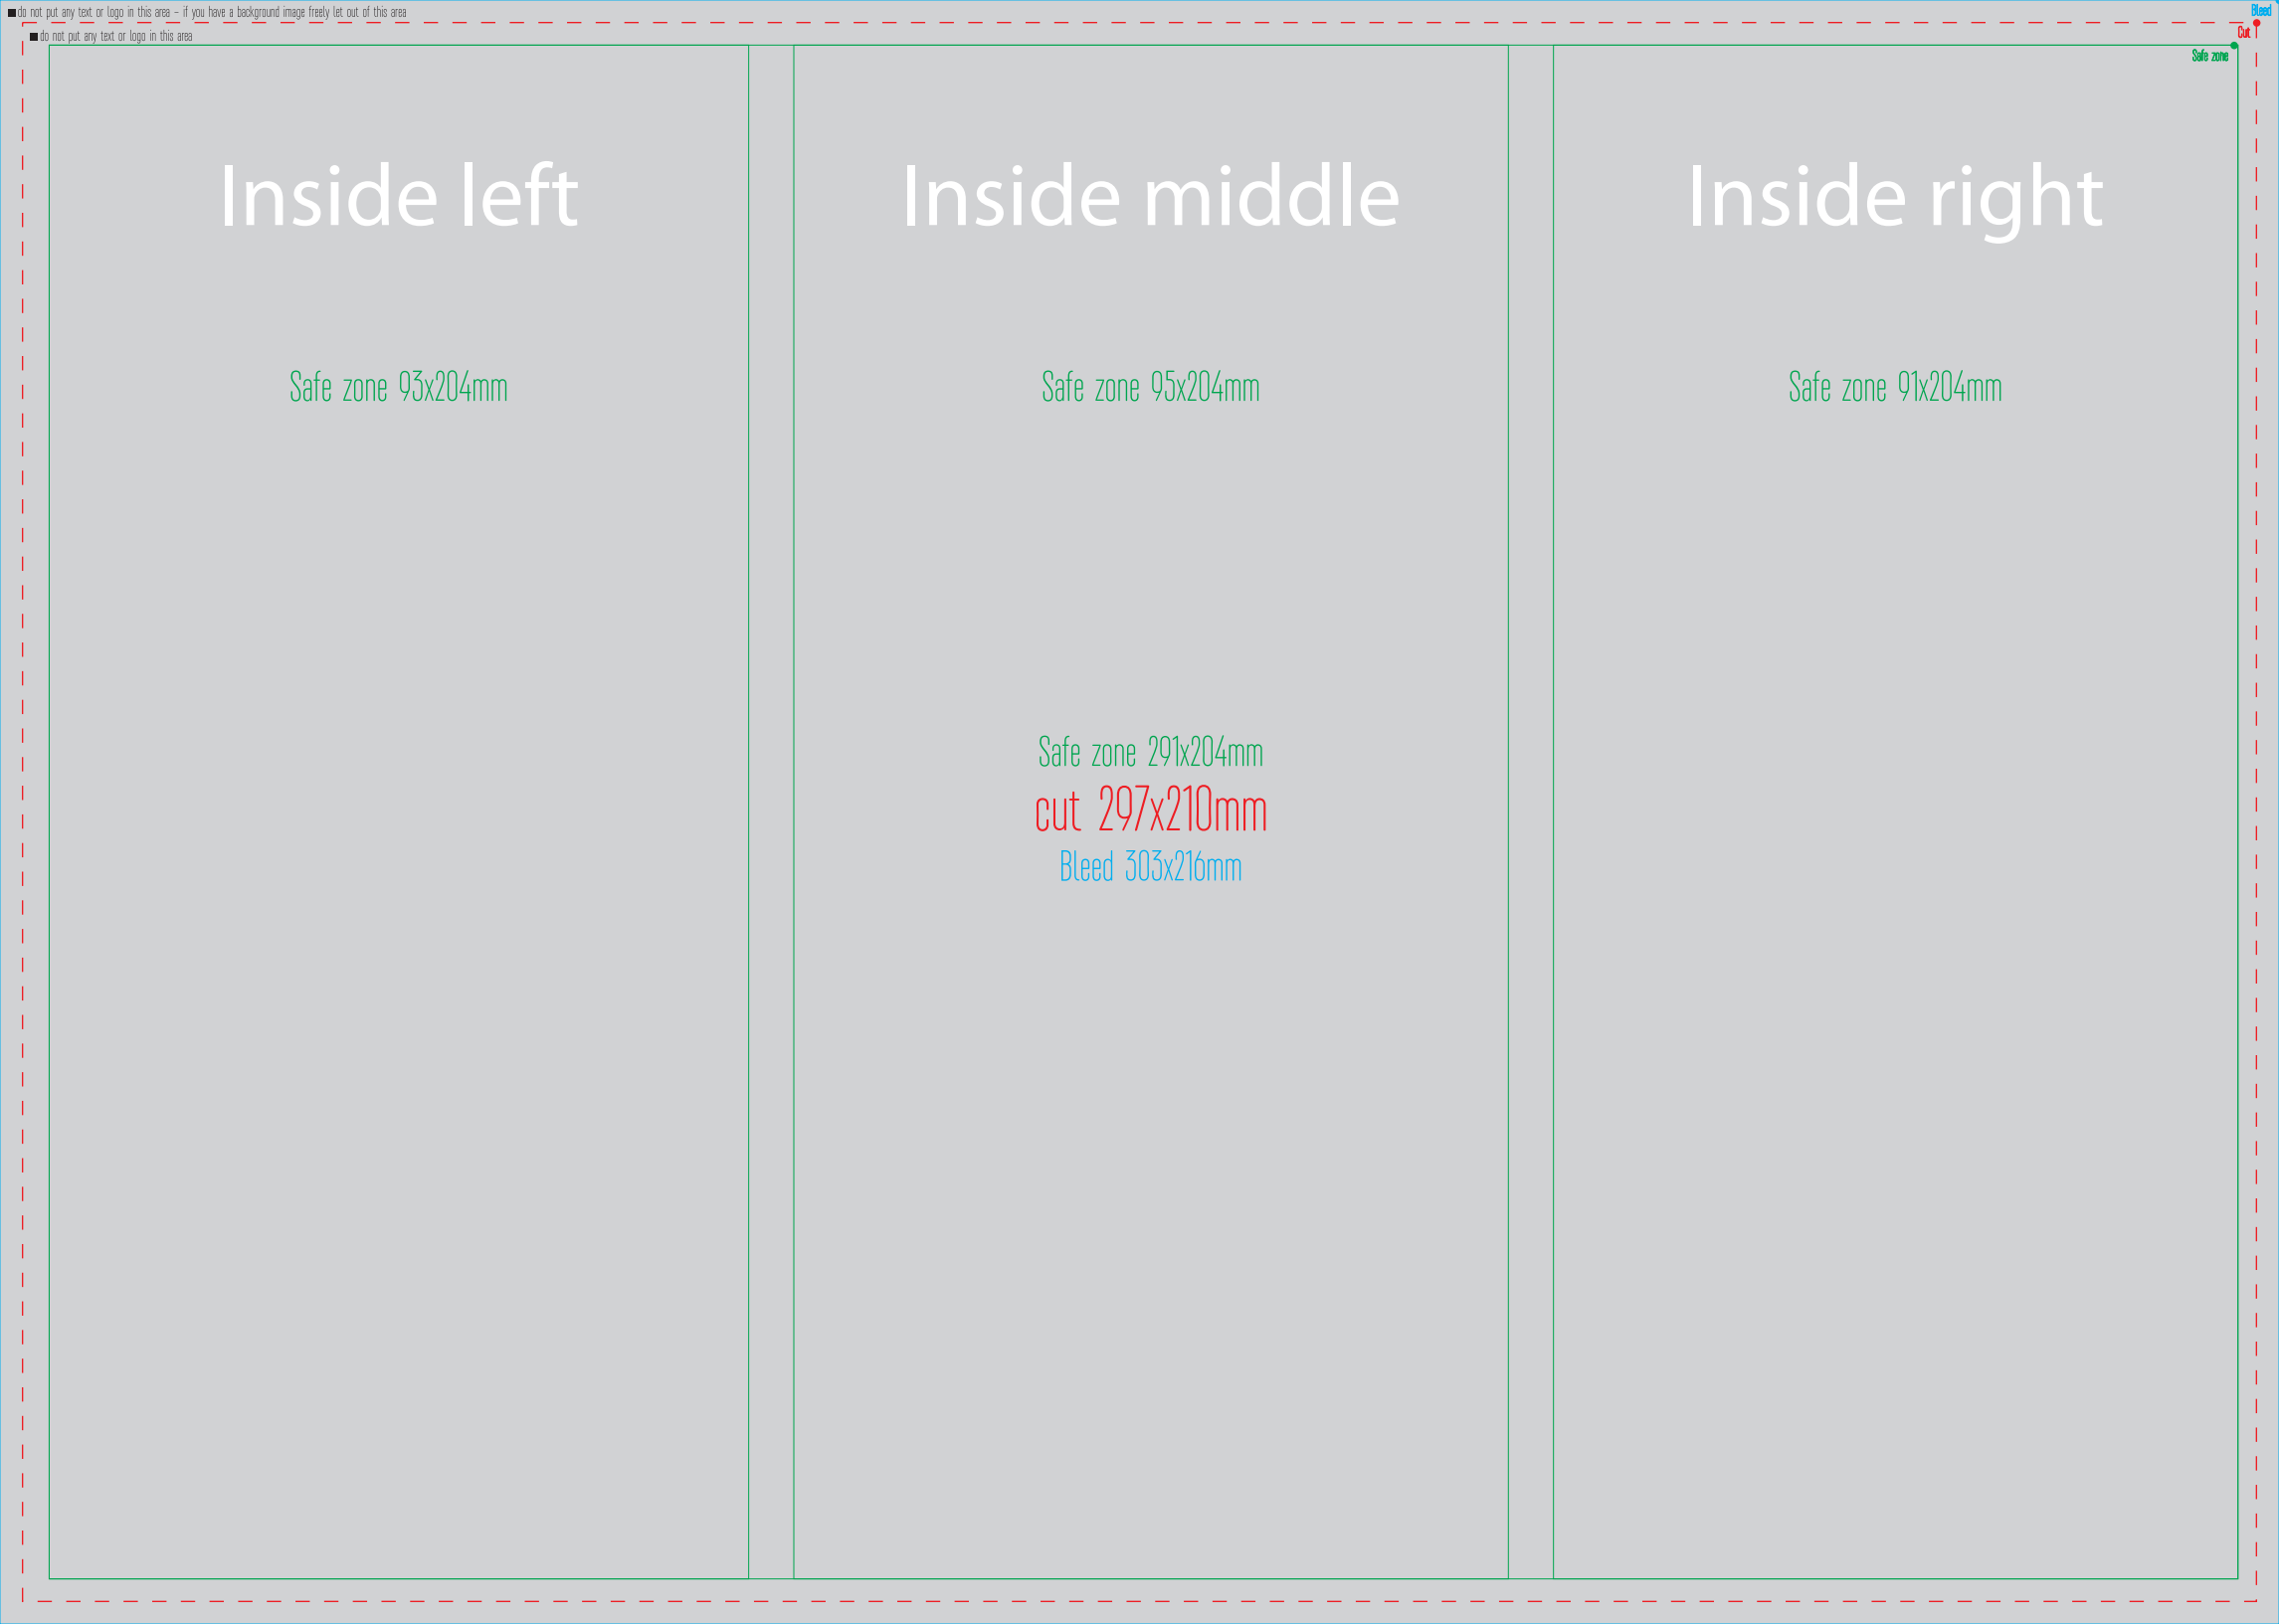 do not put any text or logo in this area - if you have a background image freely let out of this area
Bleed
do not put any text or logo in this area
Cut
Safe zone
Inside left
Inside middle
Inside right
Safe zone 93x204mm
Safe zone 95x204mm
Safe zone 91x204mm
Safe zone 291x204mm
cut 297x210mm
Bleed 303x216mm